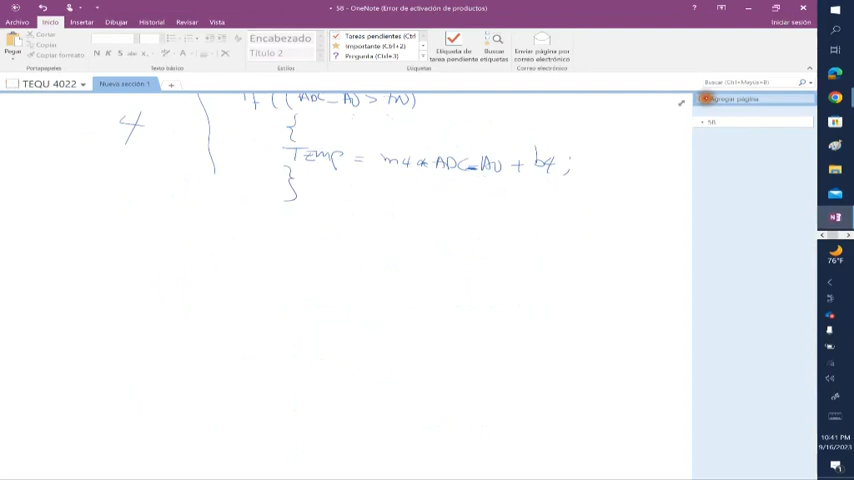 58 - OneNote (Error de activación de productos)
Archivo Inicio Insertar Dibujar Historial Revisar Vista
Iniciar sesión
Pegar
Cortar
Copiar
Copiar formato
Portapapeles
N K S
Texto básico
Encabezado
Título 2
Estilos
Tareas pendientes (Ctrl
Importante (Ctrl+2)
Pregunta (Ctrl+3)
Etiqueta de
tarea pendiente
Buscar
etiquetas
Etiquetas
Enviar página por
correo electrónico
Correo electrónico
TEQU 4022
Nueva sección 1
Buscar (Ctrl+Mayús+B)
Agregar página
58
if ((ADC_A0 >
4
{
Temp = m4 * ADC_A0 + b4 ;
}
76°F
10:41 PM
9/16/2023